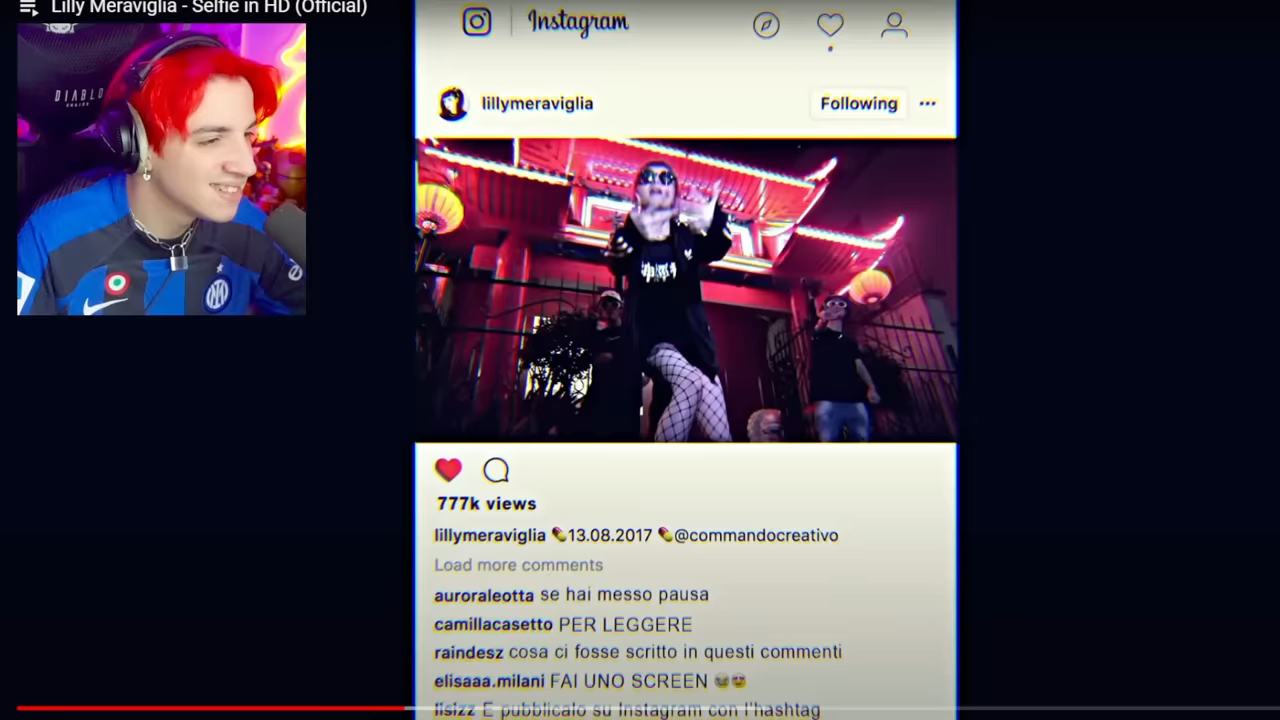 Lilly Meraviglia - Selfie in HD (Official)
Instagram
lillymeraviglia
Following
DIABLO
777k views
lillymeraviglia 💊13.08.2017 💊@commandocreativo
Load more comments
auroraleotta se hai messo pausa
camillacasetto PER LEGGERE
raindesz cosa ci fosse scritto in questi commenti
elisaaa.milani FAI UNO SCREEN 😂😍
lisizz E pubblicalo su Instagram con l'hashtag